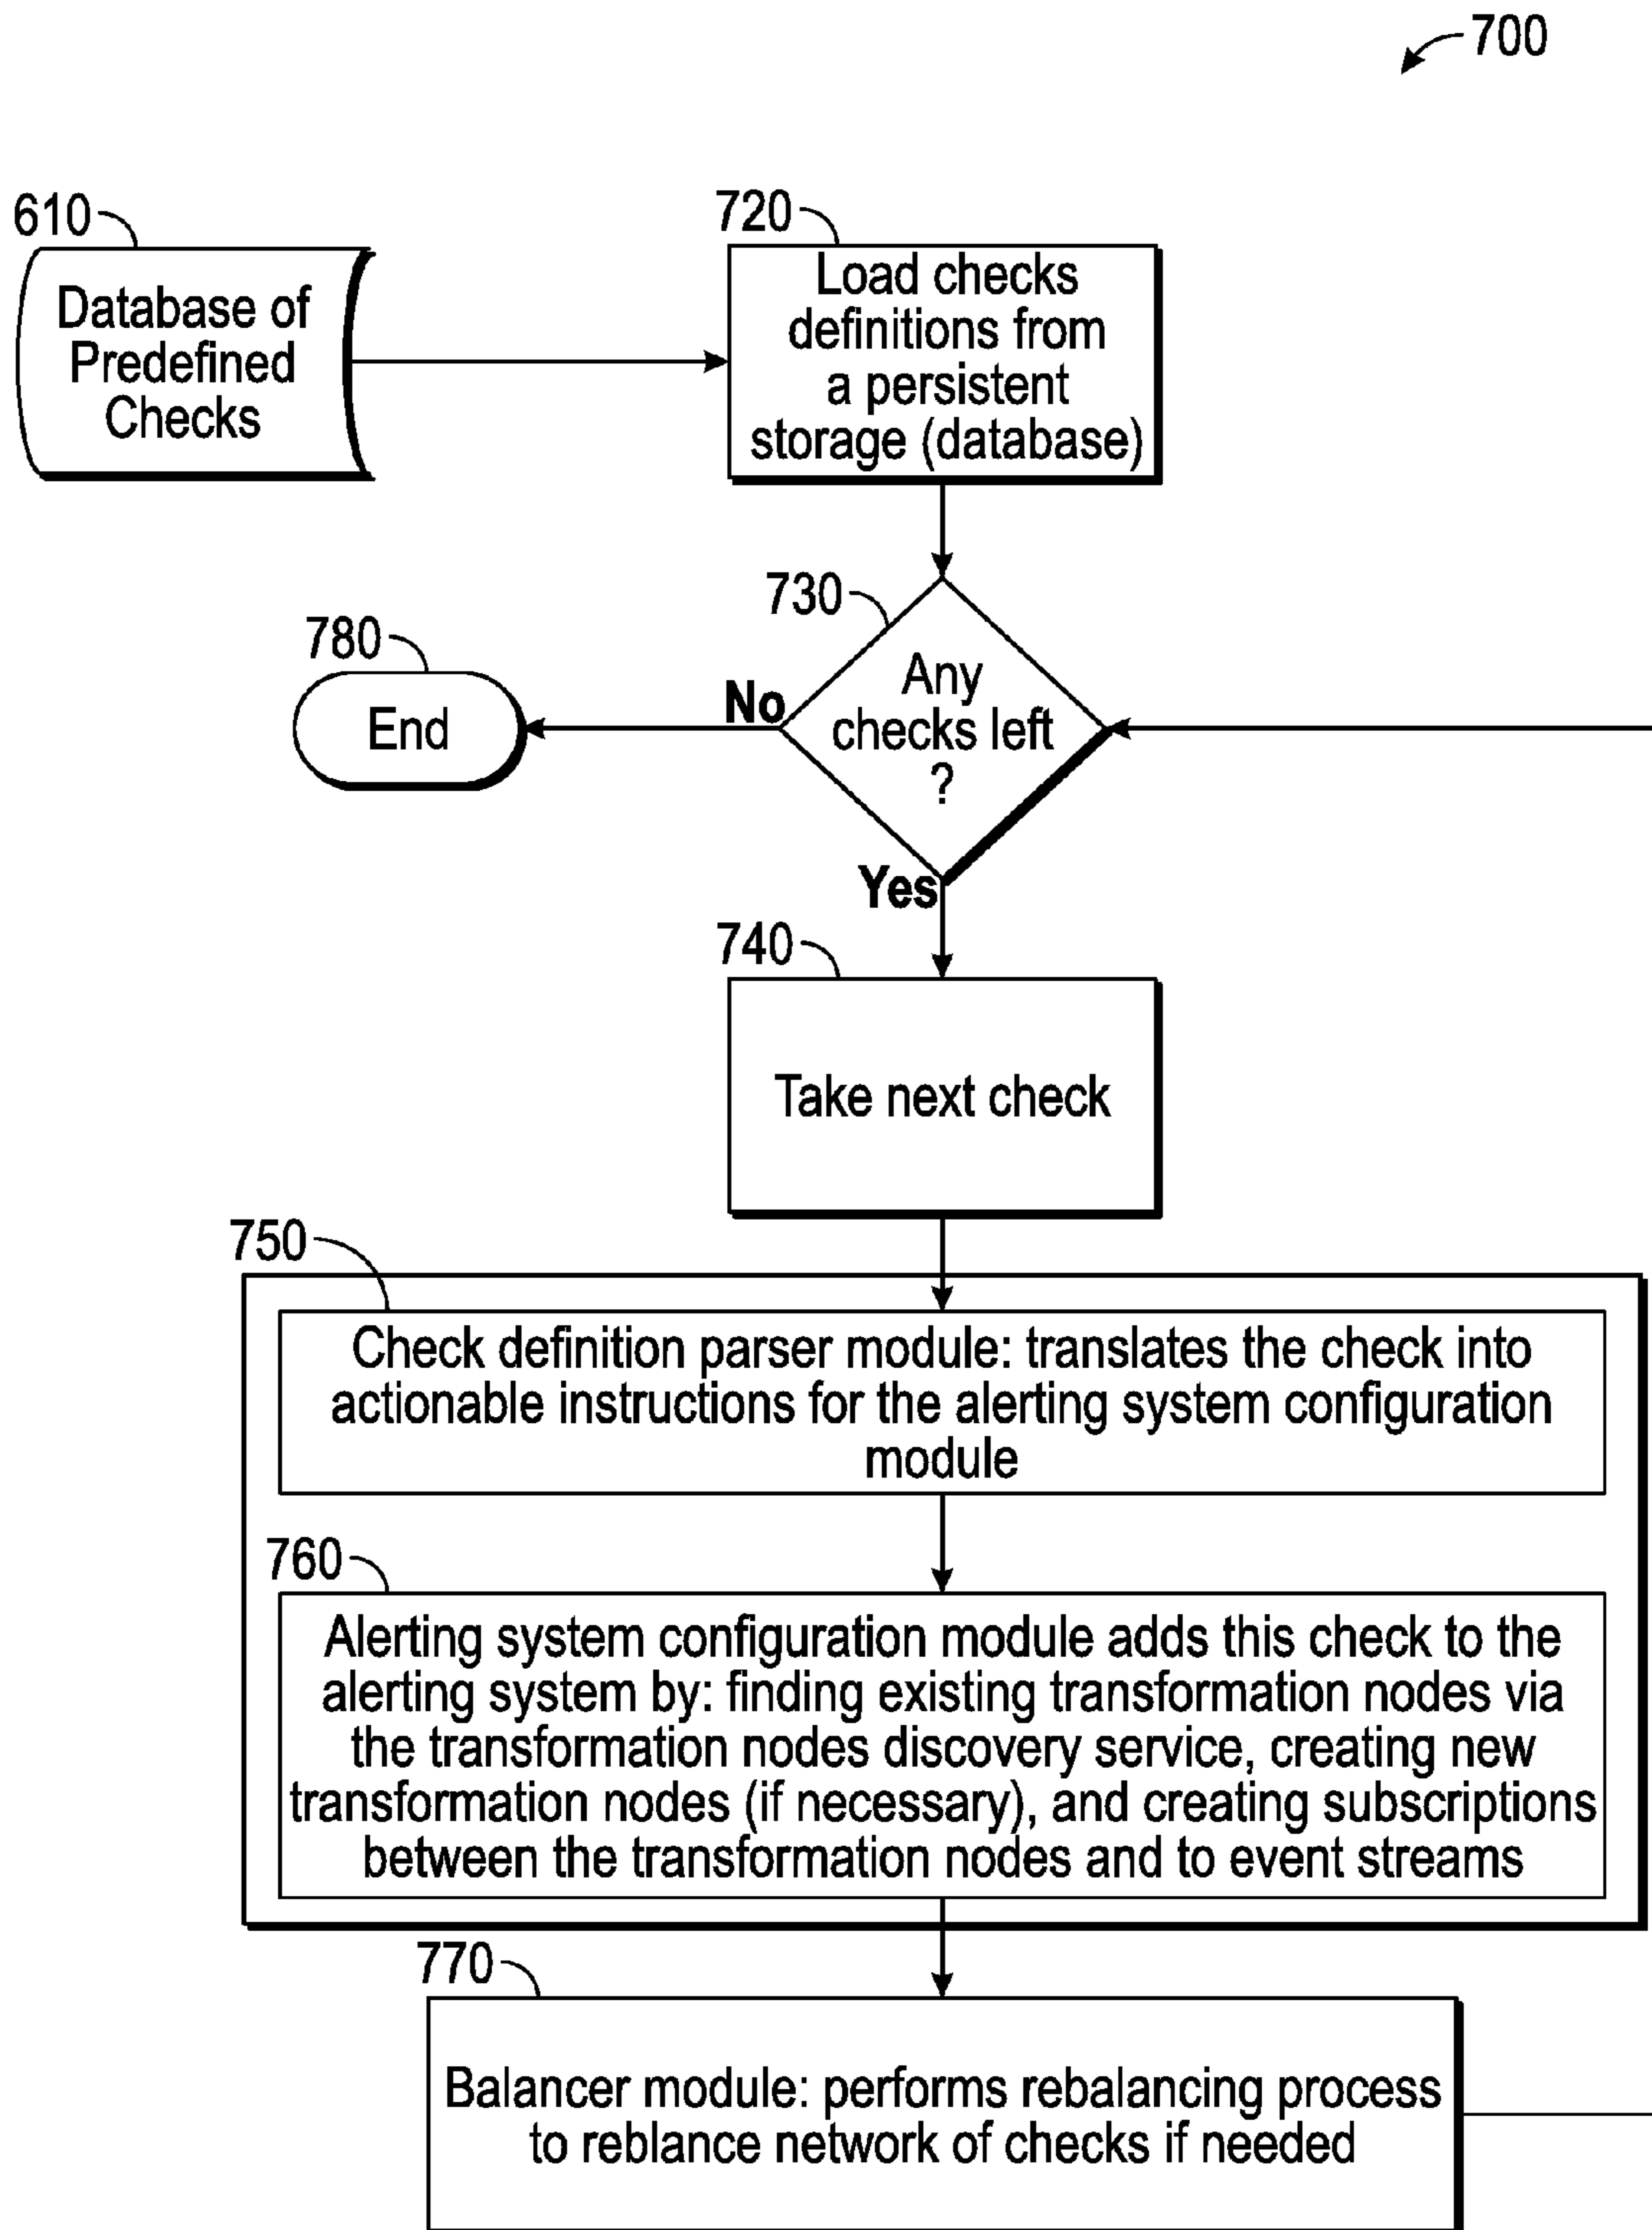 700
610
Database of
Predefined
Checks
720
Load checks
definitions from
a persistent
storage (database)
730
Any
checks left
?
780
End
No
Yes
740
Take next check
750
Check definition parser module: translates the check into
actionable instructions for the alerting system configuration
module
760
Alerting system configuration module adds this check to the
alerting system by: finding existing transformation nodes via
the transformation nodes discovery service, creating new
transformation nodes (if necessary), and creating subscriptions
between the transformation nodes and to event streams
770
Balancer module: performs rebalancing process
to reblance network of checks if needed